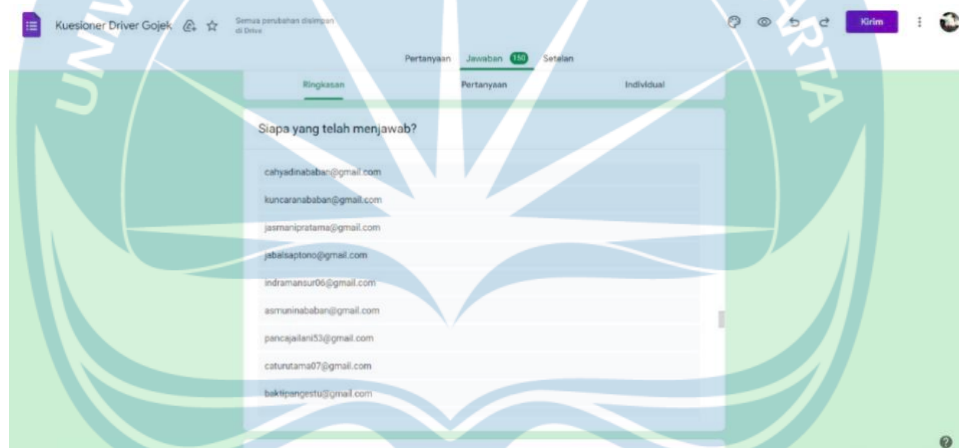 Kuesioner Driver Gojek
Semua perubahan disimpan
di Drive
Kirim
Pertanyaan Jawaban 150 Setelan
Ringkasan Pertanyaan Individual
Siapa yang telah menjawab?
cahyadinababan@gmail.com
kuncaranababan@gmail.com
jasmanipratama@gmail.com
jabalsaptono@gmail.com
indramansur06@gmail.com
asmuninababan@gmail.com
pancajailani53@gmail.com
caturutama07@gmail.com
baktipangestu@gmail.com